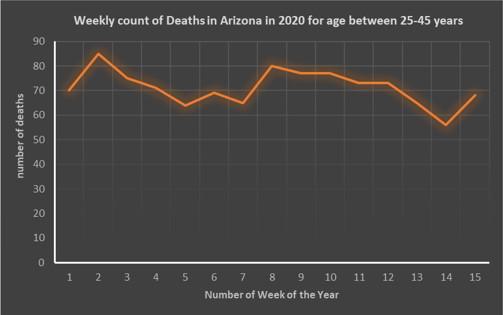 Weekly count of Deaths in Arizona in 2020 for age between 25-45 years
90
80
70
60
50
40
30
20
10
0
number of deaths
1 2 3 4 5 6 7 8 9 10 11 12 13 14 15
Number of Week of the Year